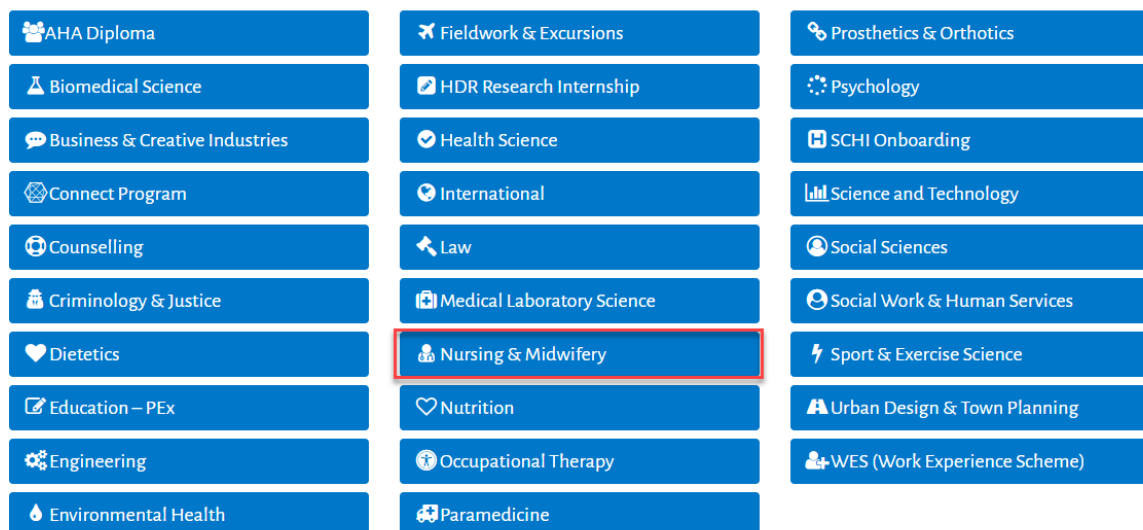 AHA Diploma
Biomedical Science
Business & Creative Industries
Connect Program
Counselling
Criminology & Justice
Dietetics
Education – PEx
Engineering
Environmental Health
Fieldwork & Excursions
HDR Research Internship
Health Science
International
Law
Medical Laboratory Science
Nursing & Midwifery
Nutrition
Occupational Therapy
Paramedicine
Prosthetics & Orthotics
Psychology
SCHI Onboarding
Science and Technology
Social Sciences
Social Work & Human Services
Sport & Exercise Science
Urban Design & Town Planning
WES (Work Experience Scheme)